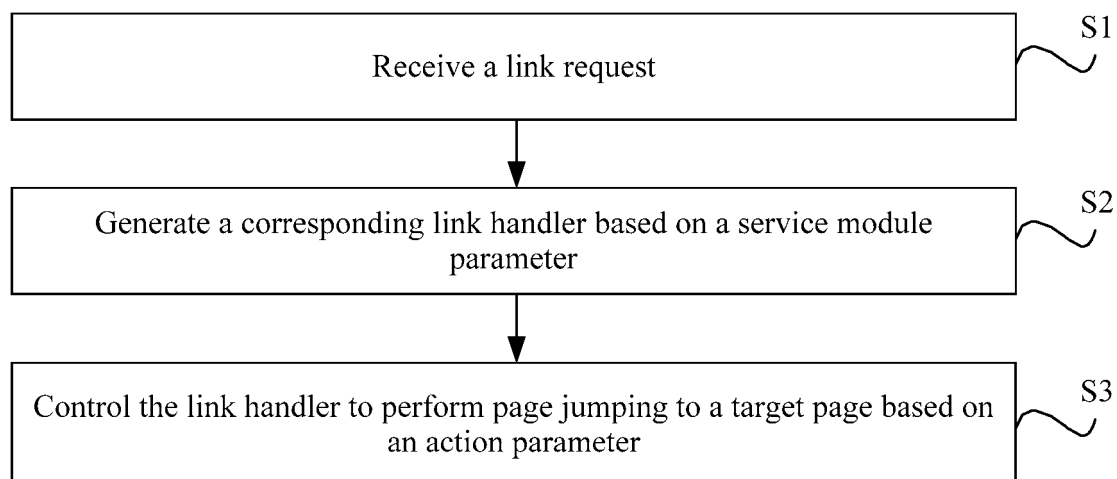 S1
Receive a link request
S2
Generate a corresponding link handler based on a service module
parameter
S3
Control the link handler to perform page jumping to a target page based on
an action parameter